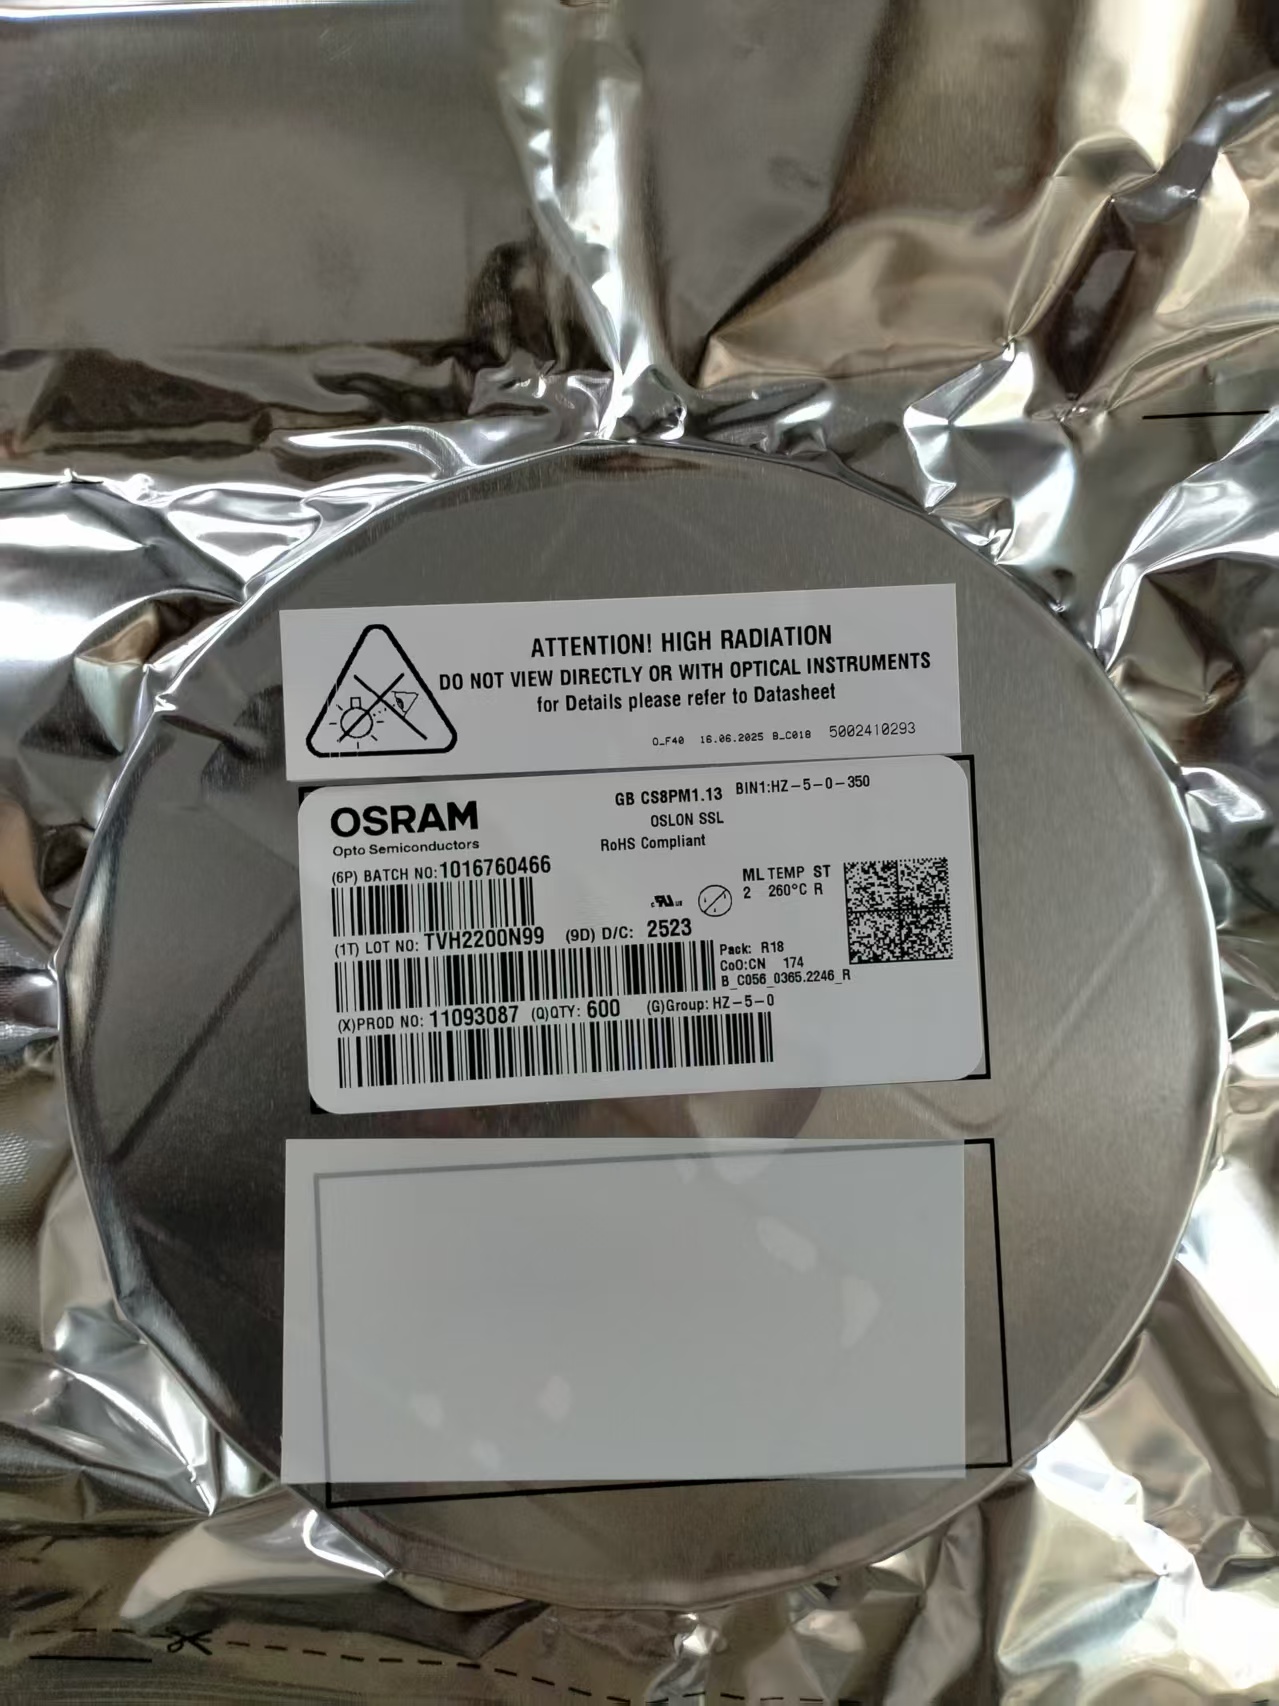 ATTENTION! HIGH RADIATION
DO NOT VIEW DIRECTLY OR WITH OPTICAL INSTRUMENTS
for Details please refer to Datasheet
O_F40 16.06.2025 B_C018 5002410293
OSRAM
Opto Semiconductors
GB CS8PM1.13 BIN1:HZ-5-0-350
OSLON SSL
RoHS Compliant
(6P) BATCH NO:1016760466
ML TEMP ST
2 260°C R
(1T) LOT NO: TVH2200N99 (9D) D/C: 2523
Pack: R18
CoO:CN 174
B_C056_0365.2246_R
(X)PROD NO: 11093087 (Q)QTY: 600 (G)Group: HZ-5-0